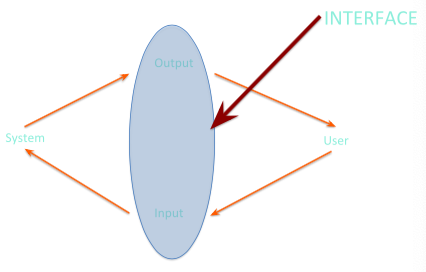 INTERFACE
Output
System
User
Input